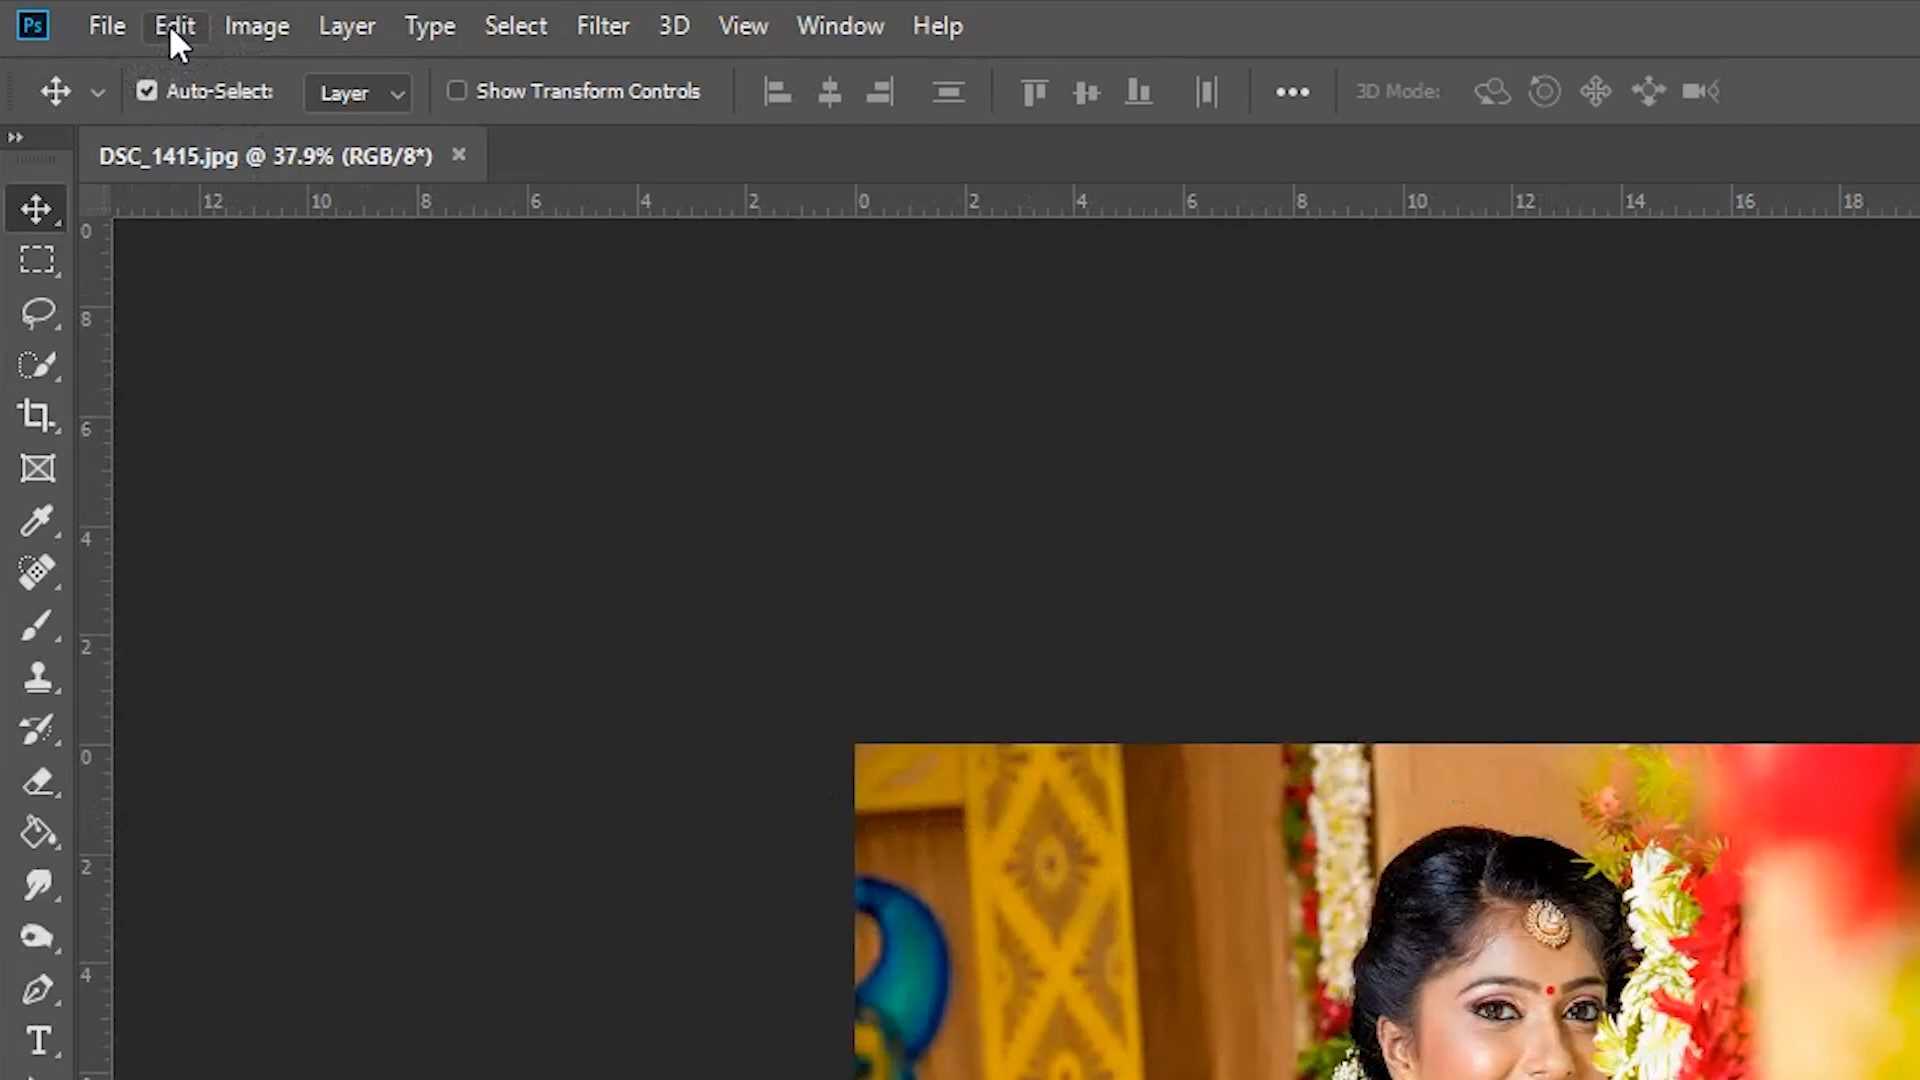 Ps File Edit Image Layer Type Select Filter 3D View Window Help
Auto-Select: Layer Show Transform Controls 3D Mode:
DSC_1415.jpg @ 37.9% (RGB/8*) ×
12 10 8 6 4 2 0 2 4 6 8 10 12 14 16 18
0
8
6
4
2
0
2
4
T